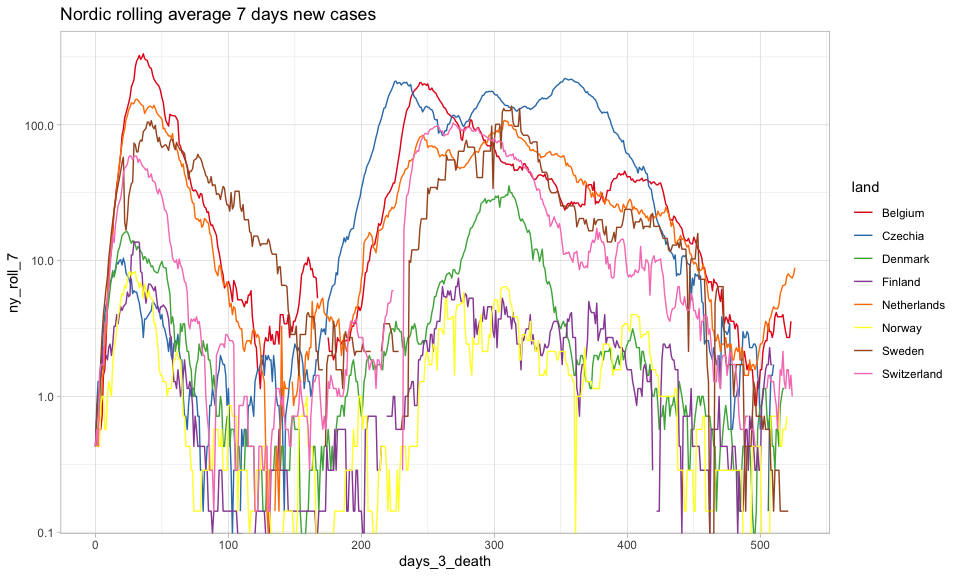 Nordic rolling average 7 days new cases
ny_roll_7
100.0
10.0
1.0
0.1
0 100 200 300 400 500
days_3_death
land
Belgium
Czechia
Denmark
Finland
Netherlands
Norway
Sweden
Switzerland